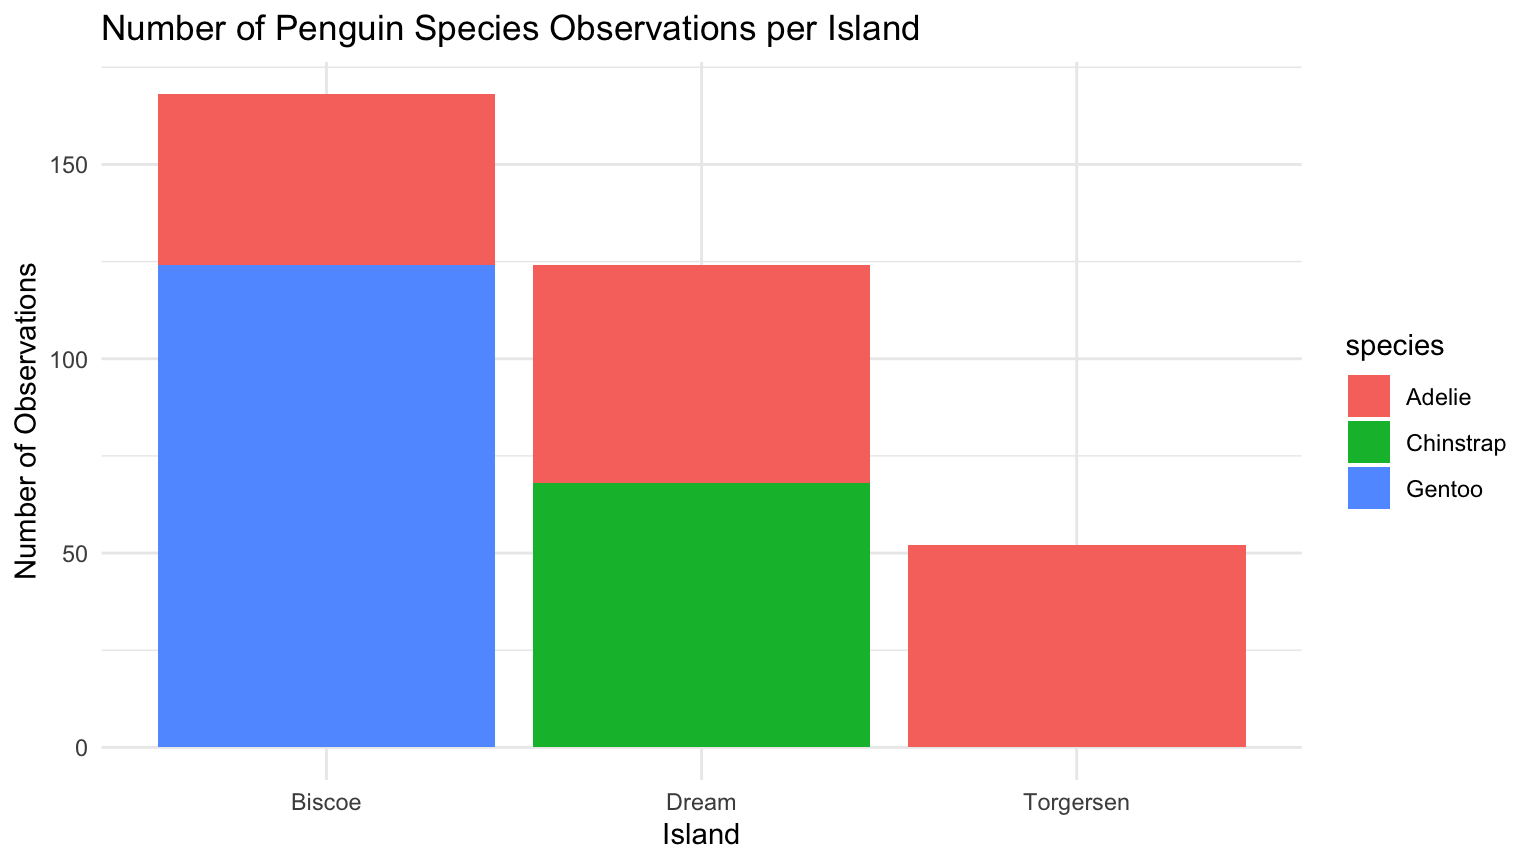 Number of Penguin Species Observations per Island
Number of Observations
150
100
50
0
Biscoe
Dream
Torgersen
Island
species
Adelie
Chinstrap
Gentoo